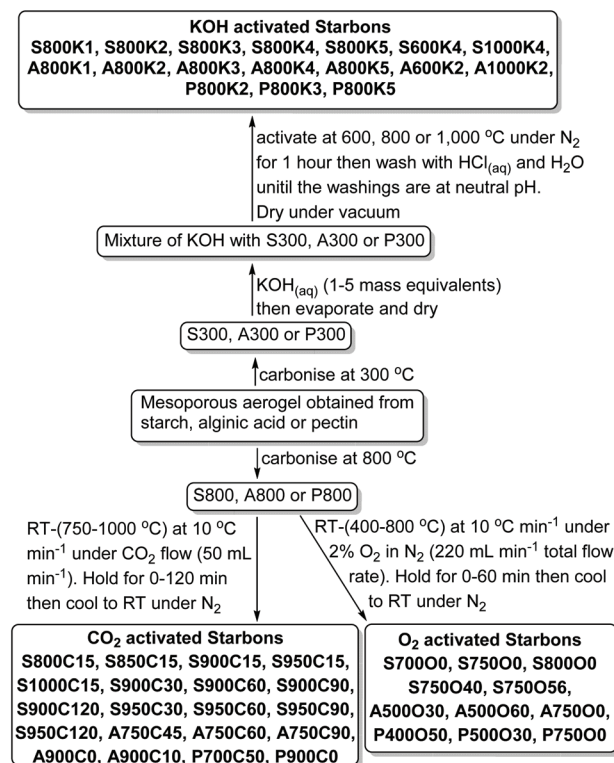 KOH activated Starbons
S800K1, S800K2, S800K3, S800K4, S800K5, S600K4, S1000K4,
A800K1, A800K2, A800K3, A800K4, A800K5, A600K2, A1000K2,
P800K2, P800K3, P800K5
activate at 600, 800 or 1,000 ºC under N2
for 1 hour then wash with HCl(aq) and H2O
unitil the washings are at neutral pH.
Dry under vacuum
Mixture of KOH with S300, A300 or P300
KOH(aq) (1-5 mass equivalents)
then evaporate and dry
S300, A300 or P300
carbonise at 300 ºC
Mesoporous aerogel obtained from
starch, alginic acid or pectin
carbonise at 800 ºC
S800, A800 or P800
RT-(750-1000 ºC) at 10 ºC
min-1 under CO2 flow (50 mL
min-1). Hold for 0-120 min
then cool to RT under N2
RT-(400-800 ºC) at 10 ºC min-1 under
2% O2 in N2 (220 mL min-1 total flow
rate). Hold for 0-60 min then cool
to RT under N2
CO2 activated Starbons
S800C15, S850C15, S900C15, S950C15,
S1000C15, S900C30, S900C60, S900C90,
S900C120, S950C30, S950C60, S950C90,
S950C120, A750C45, A750C60, A750C90,
A900C0, A900C10, P700C50, P900C0
O2 activated Starbons
S700O0, S750O0, S800O0
S750O40, S750O56,
A500O30, A500O60, A750O0,
P400O50, P500O30, P750O0